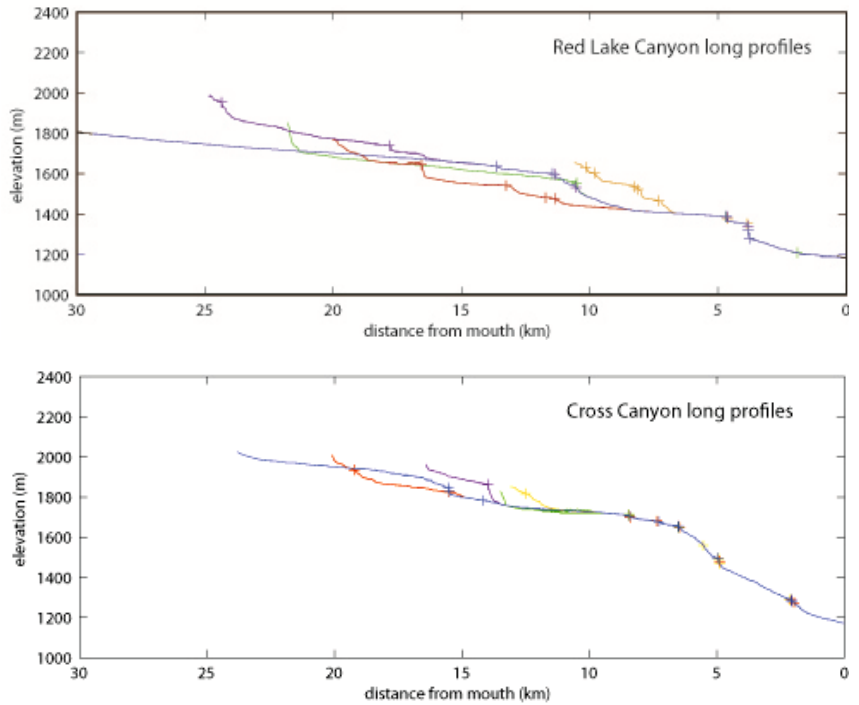 2400
Red Lake Canyon long profiles
2200
2000
1800
1600
1400
1200
1000
elevation (m)
30 25 20 15 10 5 0
distance from mouth (km)
2400
Cross Canyon long profiles
2200
2000
1800
1600
1400
1200
1000
elevation (m)
30 25 20 15 10 5 0
distance from mouth (km)